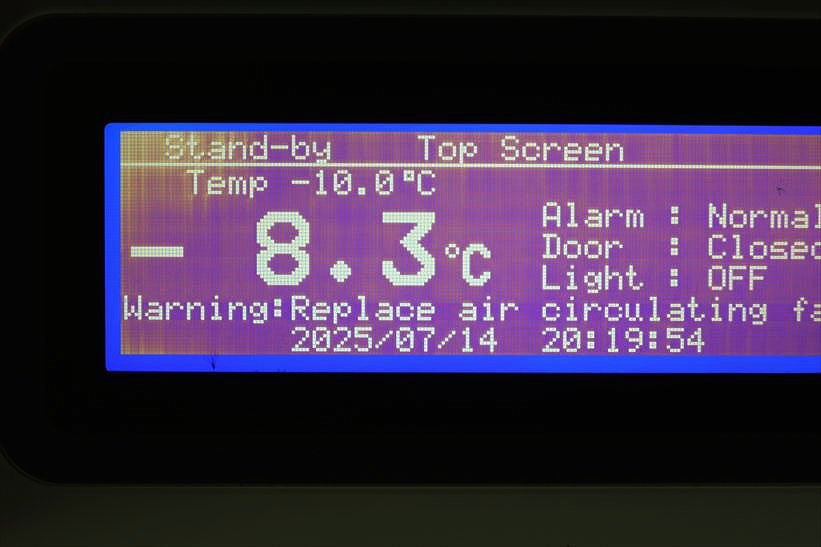 Stand-by Top Screen
Temp -10.0°C
- 8.3°C
Alarm : Normal
Door : Closed
Light : OFF
Warning:Replace air circulating
2025/07/14 20:19:54